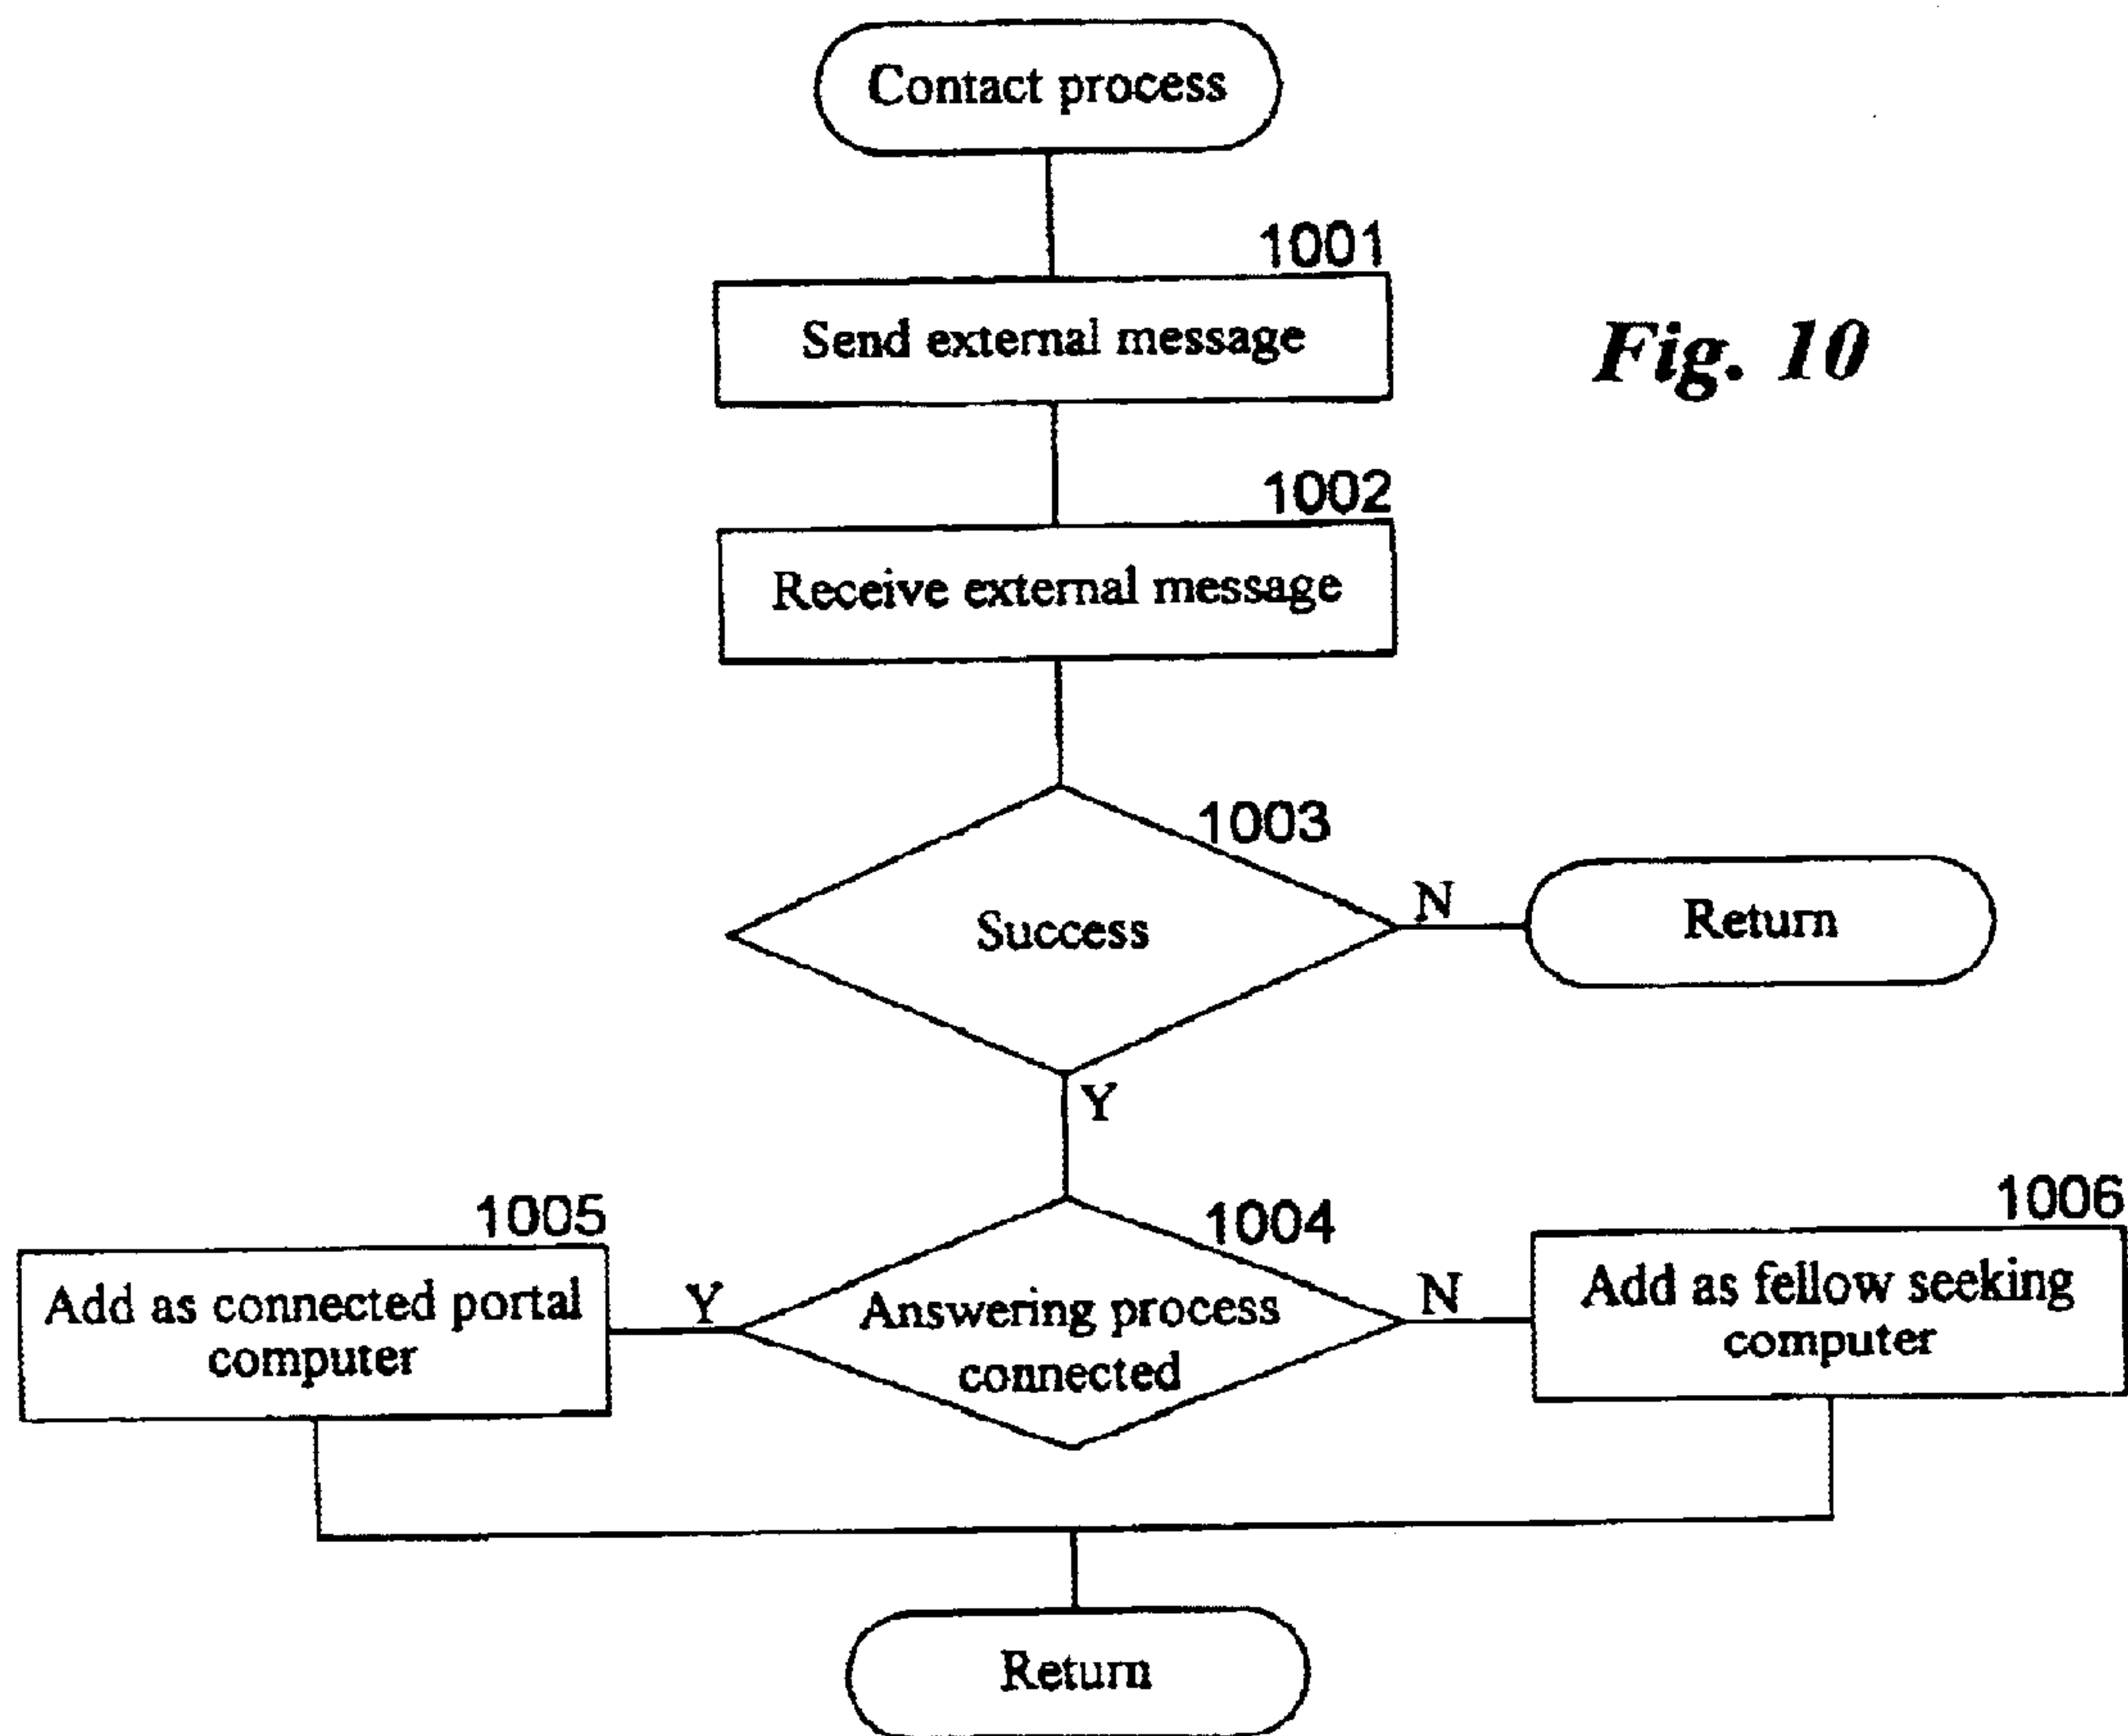 Contact process
1001
Send external message
Fig. 10
1002
Receive external message
1003
Success
N
Return
Y
1005
Add as connected portal
computer
Y
1004
Answering process
connected
N
1006
Add as fellow seeking
computer
Return